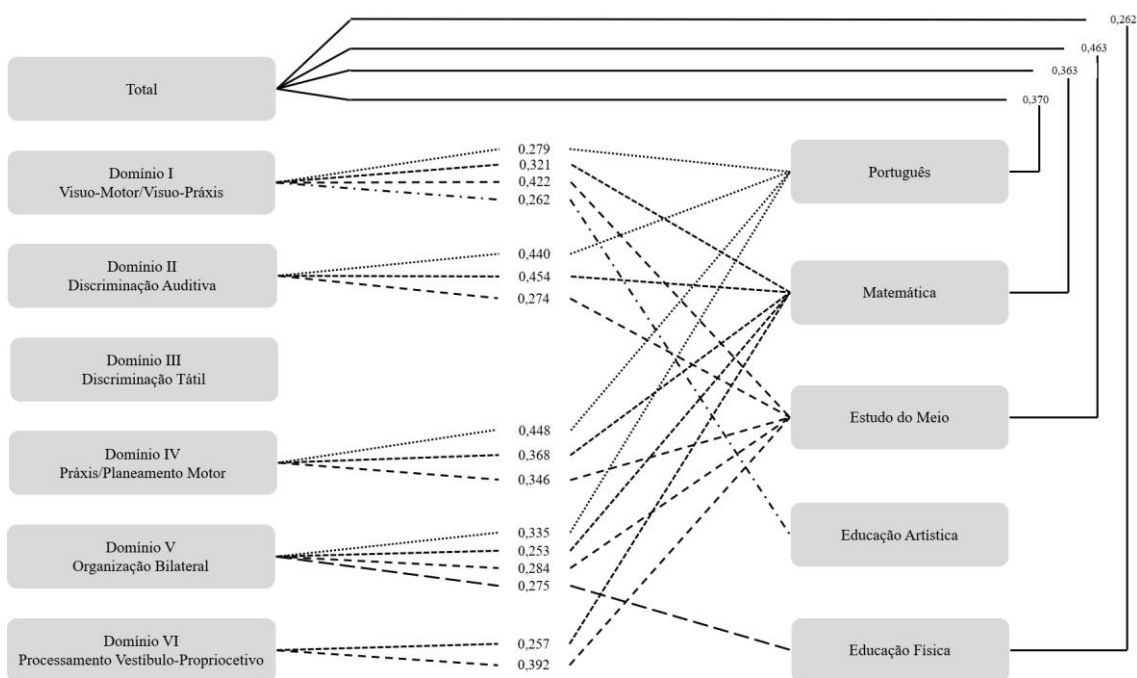 0,262
0,463
0,363
0,370
Total
Domínio I
Visuo-Motor/Visuo-Práxis
0,279
0,321
0,422
0,262
Português
Domínio II
Discriminação Auditiva
0,440
0,454
0,274
Matemática
Domínio III
Discriminação Tátil
Estudo do Meio
Domínio IV
Práxis/Planeamento Motor
0,448
0,368
0,346
Educação Artística
Domínio V
Organização Bilateral
0,335
0,253
0,284
0,275
Domínio VI
Processamento Vestíbulo-Propriocetivo
0,257
0,392
Educação Física